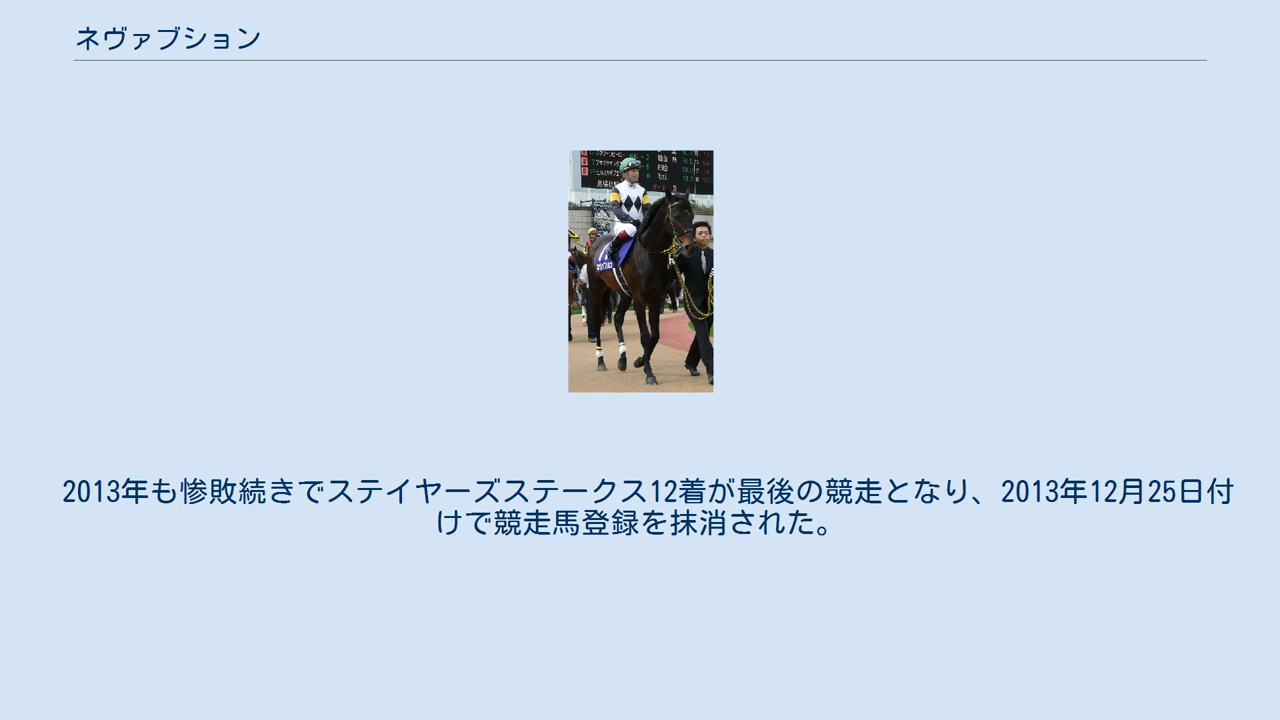 ネヴァブション
2013年も惨敗続きでステイヤーズステークス12着が最後の競走となり、2013年12月25日付
けで競走馬登録を抹消された。